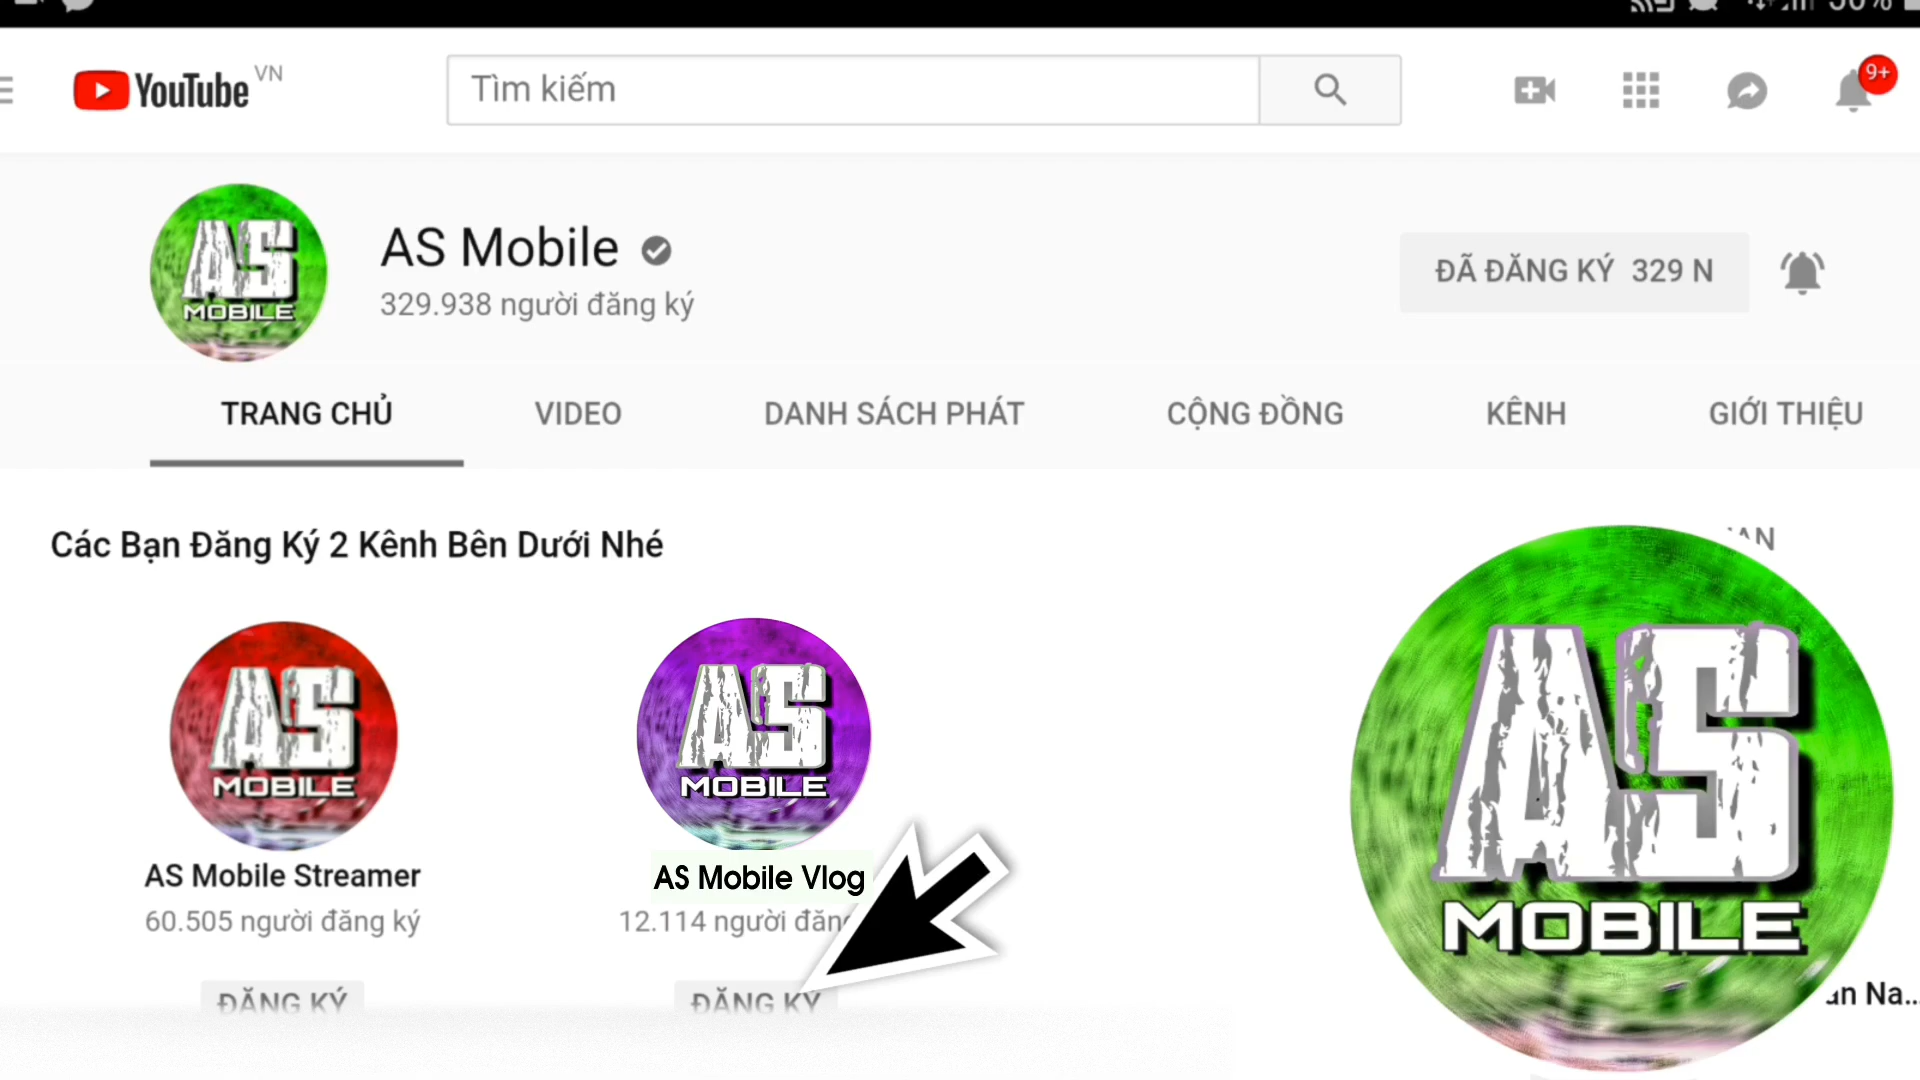 YouTube VN
Tìm kiếm
9+
AS
MOBILE
AS Mobile
329.938 người đăng ký
ĐÃ ĐĂNG KÝ 329 N
TRANG CHỦ
VIDEO
DANH SÁCH PHÁT
CỘNG ĐỒNG
KÊNH
GIỚI THIỆU
Các Bạn Đăng Ký 2 Kênh Bên Dưới Nhé
AS
MOBILE
AS Mobile Streamer
60.505 người đăng ký
ĐĂNG KÝ
AS
MOBILE
AS Mobile Vlog
12.114 người
ĐĂNG KÝ
AS
MOBILE